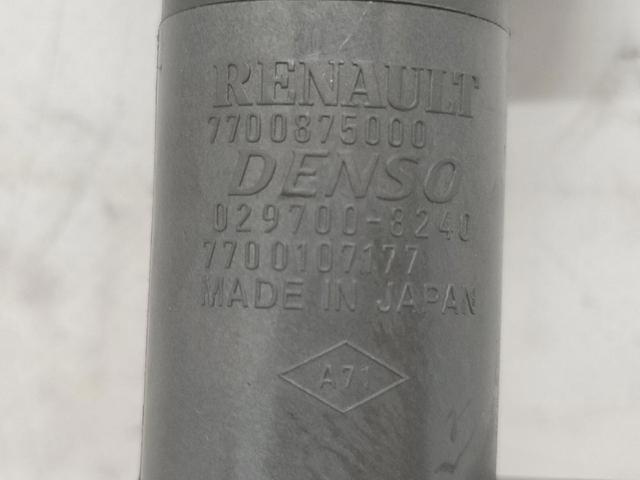 RENAULT
7700875000
DENSO
029700-8240
7700107177
MADE IN JAPAN
A71